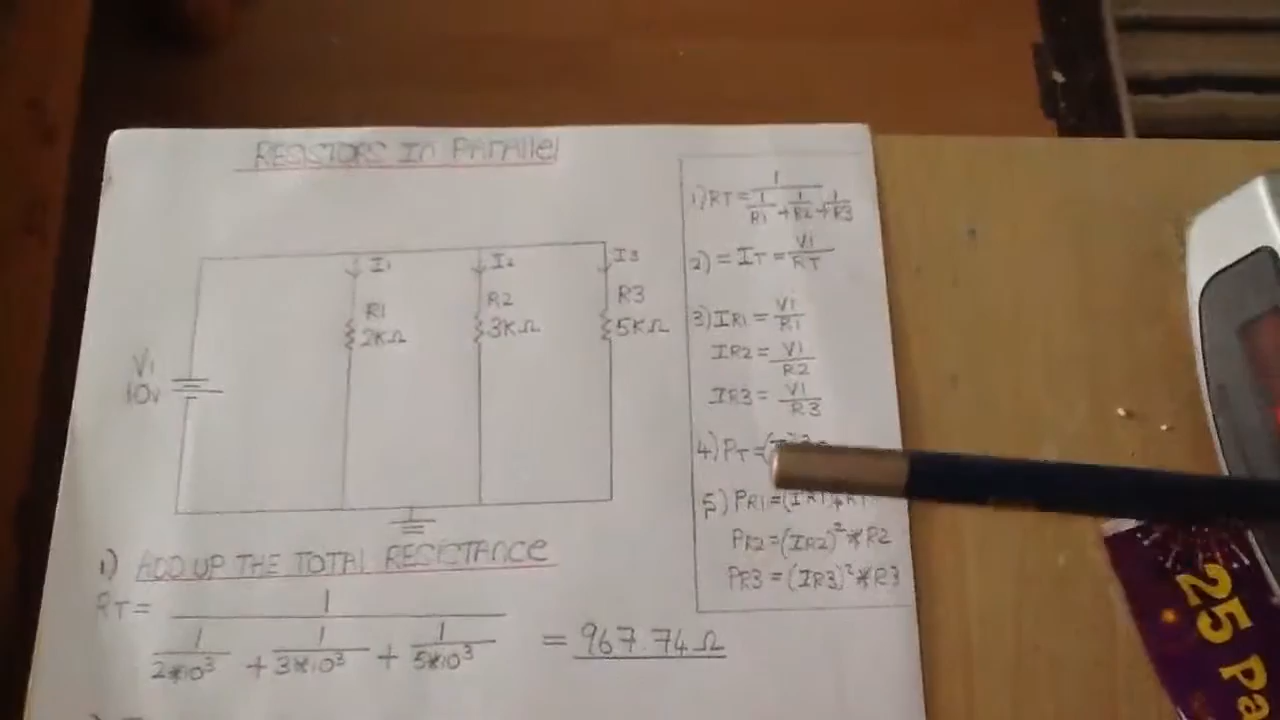 RESISTORS IN PARAllEl
I1
I2
I3
R1
2KΩ
R2
3KΩ
R3
5KΩ
V1
10v
1) ADD UP THE TOTAL RESISTANCE
RT= 1
1/2*10³ + 1/3*10³ + 1/5*10³ = 967.74Ω
1) RT= 1
1/R1 + 1/R2 + 1/R3
2) = IT = V1/RT
3) IR1 = V1/R1
IR2 = V1/R2
IR3 = V1/R3
4) PT =(
5) PR1=(IR1
PR2 =(IR2)²*R2
PR3 = (IR3)²*R3
25 Pa